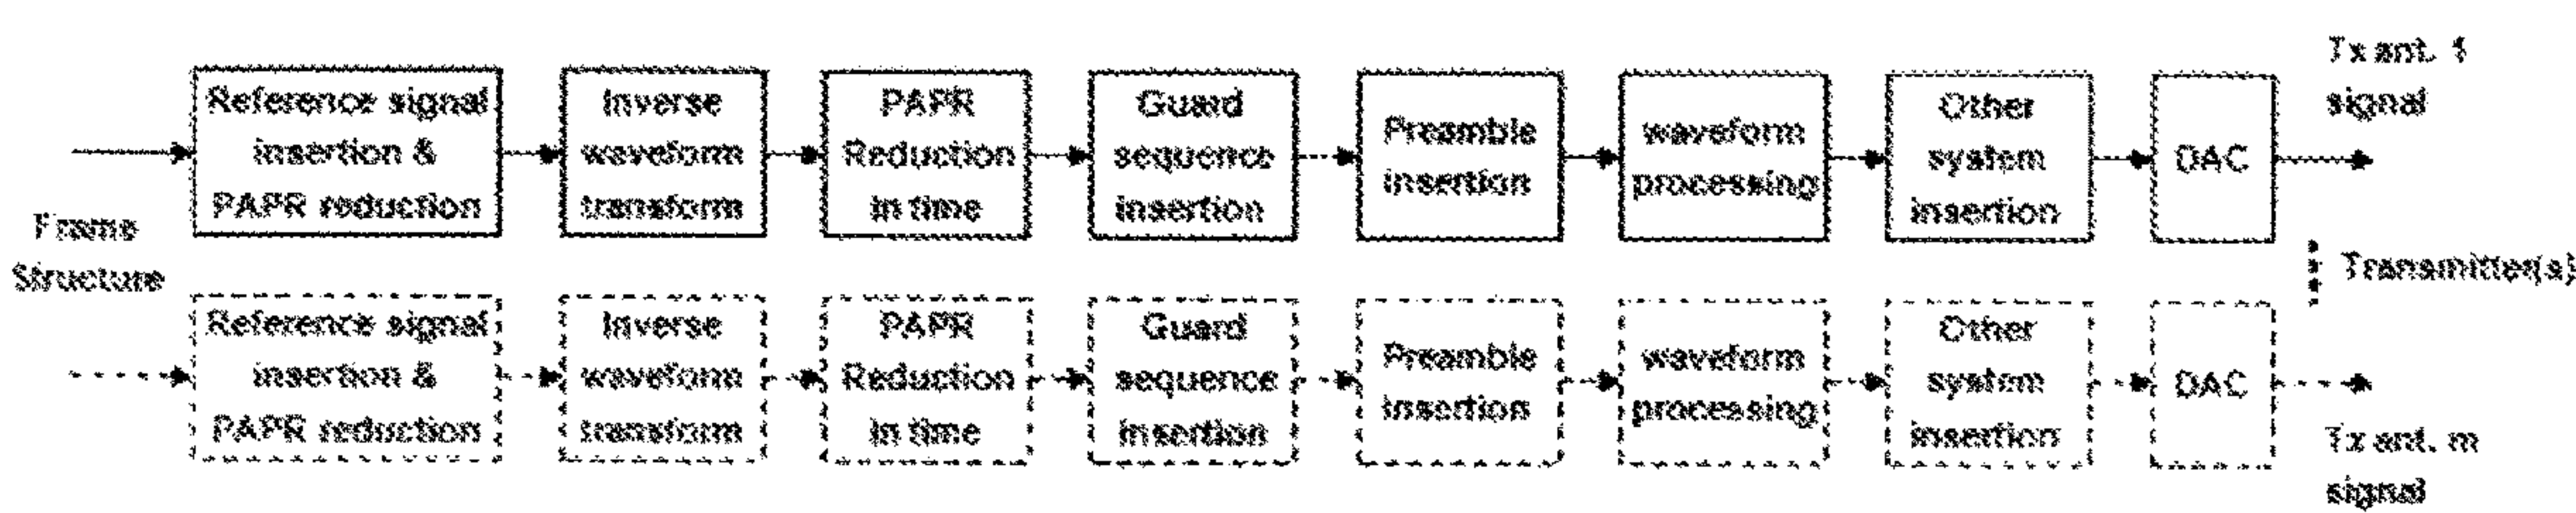 Frame
Structure
Reference signal
insertion &
PAPR reduction
Inverse
waveform
transform
PAPR
Reduction
in time
Guard
sequence
insertion
Preamble
insertion
waveform
processing
Other
system
insertion
DAC
Tx ant. 1
signal
Transmitter(s)
Reference signal
insertion &
PAPR reduction
Inverse
waveform
transform
PAPR
Reduction
in time
Guard
sequence
insertion
Preamble
insertion
waveform
processing
Other
system
insertion
DAC
Tx ant. m
signal